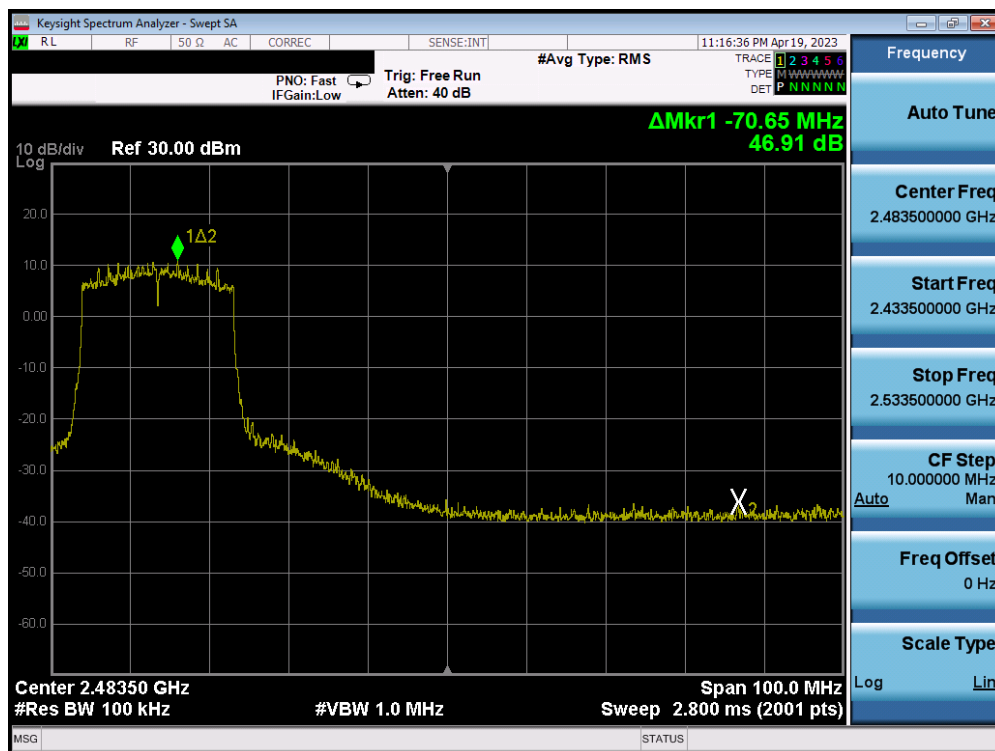 Keysight Spectrum Analyzer - Swept SA
LXI RL RF 50 Ω AC CORREC SENSE:INT 11:16:36 PM Apr 19, 2023
#Avg Type: RMS TRACE 1 2 3 4 5 6
PNO: Fast Trig: Free Run TYPE M W W W W W
IFGain:Low Atten: 40 dB DET P N N N N N
ΔMkr1 -70.65 MHz
46.91 dB
10 dB/div Ref 30.00 dBm
Log
1Δ2
20.0
10.0
0.00
-10.0
-20.0
-30.0
-40.0
-50.0
-60.0
X2
Center 2.48350 GHz Span 100.0 MHz
#Res BW 100 kHz #VBW 1.0 MHz Sweep 2.800 ms (2001 pts)
MSG STATUS
Frequency
Auto Tune
Center Freq
2.483500000 GHz
Start Freq
2.433500000 GHz
Stop Freq
2.533500000 GHz
CF Step
10.000000 MHz
Auto Man
Freq Offset
0 Hz
Scale Type
Log Lin